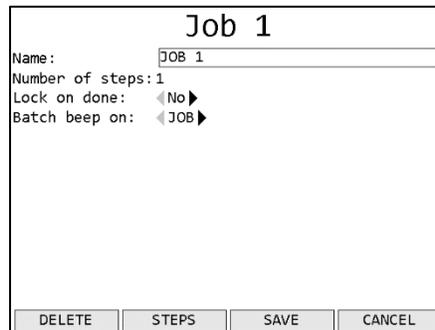 Job 1
Name: JOB 1
Number of steps:1
Lock on done: No
Batch beep on: JOB
DELETE STEPS SAVE CANCEL